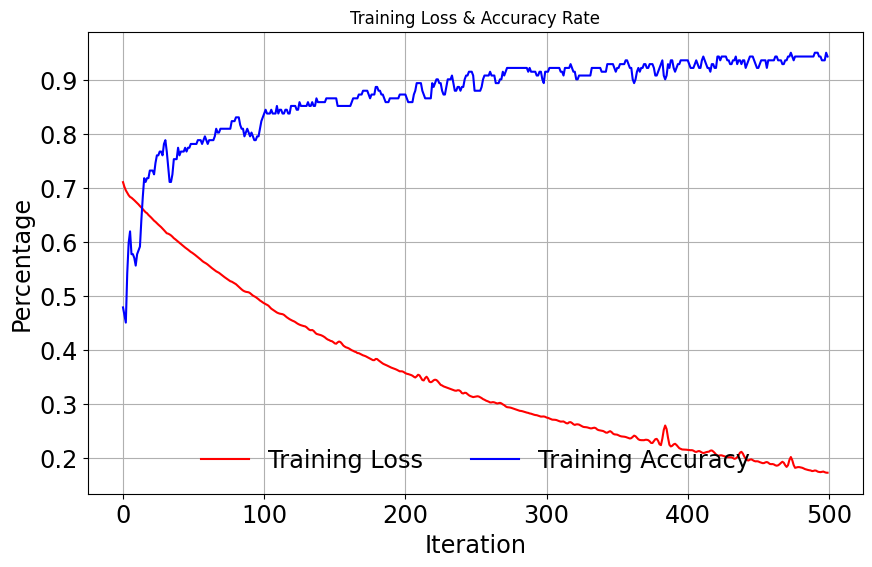 Training Loss & Accuracy Rate
Percentage
0.9
0.8
0.7
0.6
0.5
0.4
0.3
0.2
Training Loss
Training Accuracy
0
100
200
300
400
500
Iteration